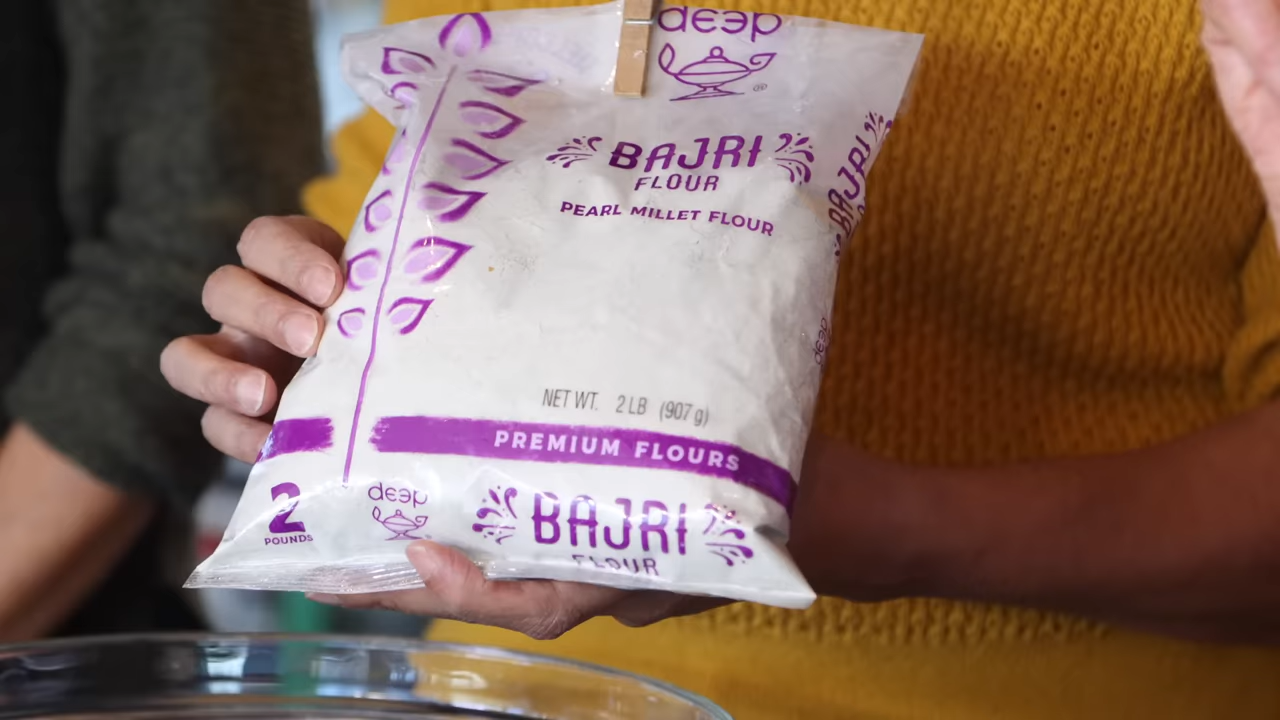 deep
®
BAJRI
FLOUR
PEARL MILLET FLOUR
BAJRI
deep
NET WT. 2 LB (907 g)
PREMIUM FLOURS
2
POUNDS
deep
BAJRI
FLOUR